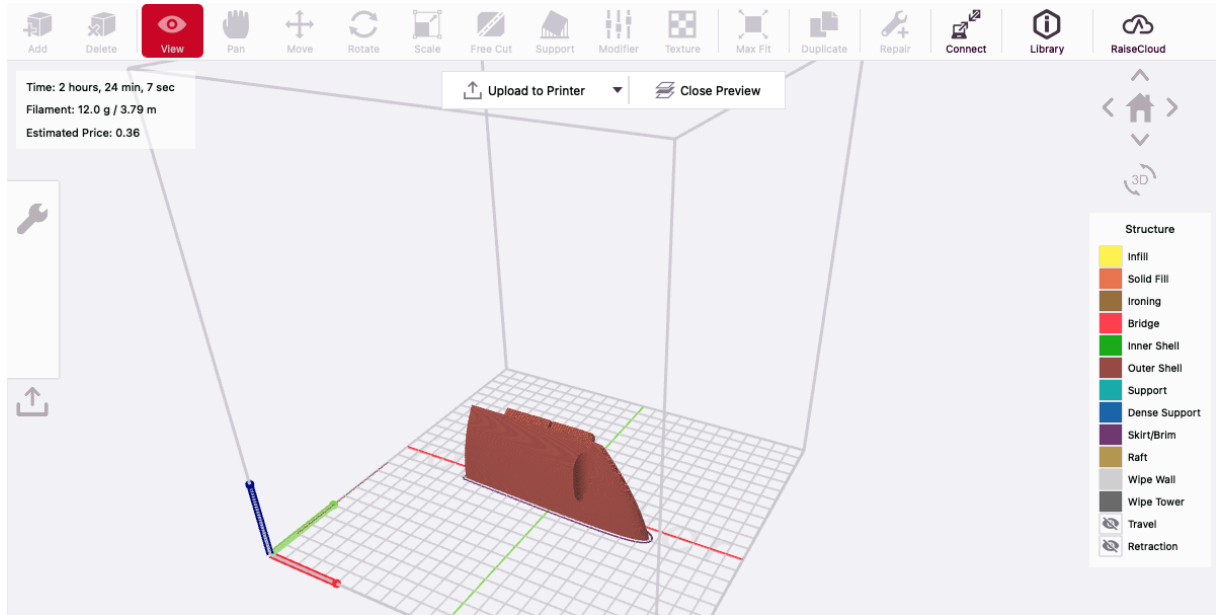 Add
Delete
View
Pan
Move
Rotate
Scale
Free Cut
Support
Modifier
Texture
Max Fit
Duplicate
Repair
Connect
Library
RaiseCloud
Time: 2 hours, 24 min, 7 sec
Filament: 12.0 g / 3.79 m
Estimated Price: 0.36
Upload to Printer
Close Preview
3D
Structure
Infill
Solid Fill
Ironing
Bridge
Inner Shell
Outer Shell
Support
Dense Support
Skirt/Brim
Raft
Wipe Wall
Wipe Tower
Travel
Retraction